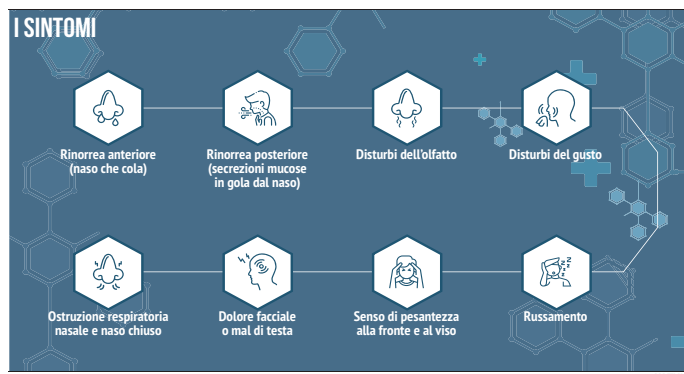 I SINTOMI
Rinorrea anteriore
(naso che cola)
Rinorrea posteriore
(secrezioni mucose
in gola dal naso)
Disturbi dell'olfatto
Disturbi del gusto
Ostruzione respiratoria
nasale e naso chiuso
Dolore facciale
o mal di testa
Senso di pesantezza
alla fronte e al viso
Russamento